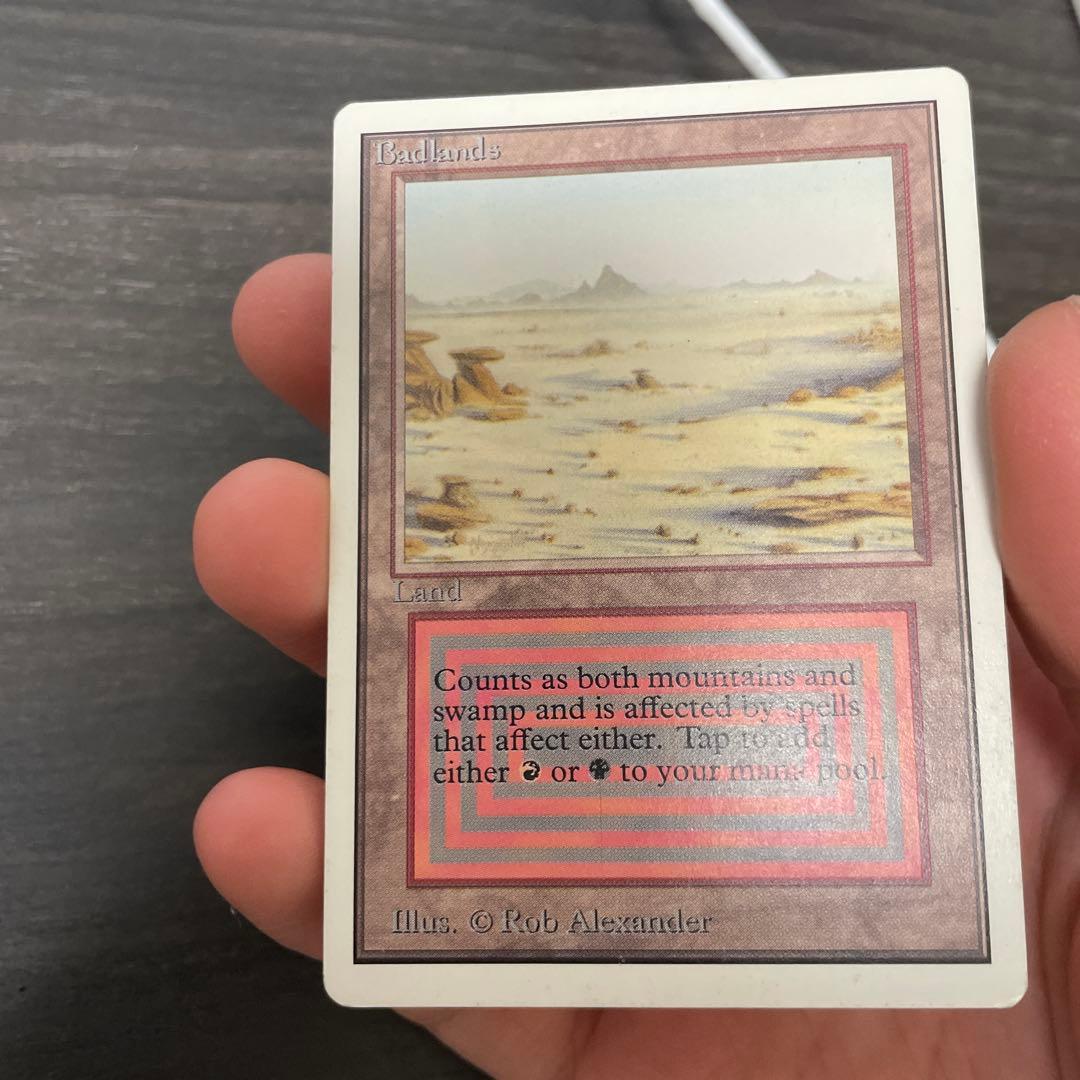 Badlands
Land
Counts as both mountains and
swamp and is affected by spells
that affect either. Tap to add
either or to your mana pool.
Illus. © Rob Alexander